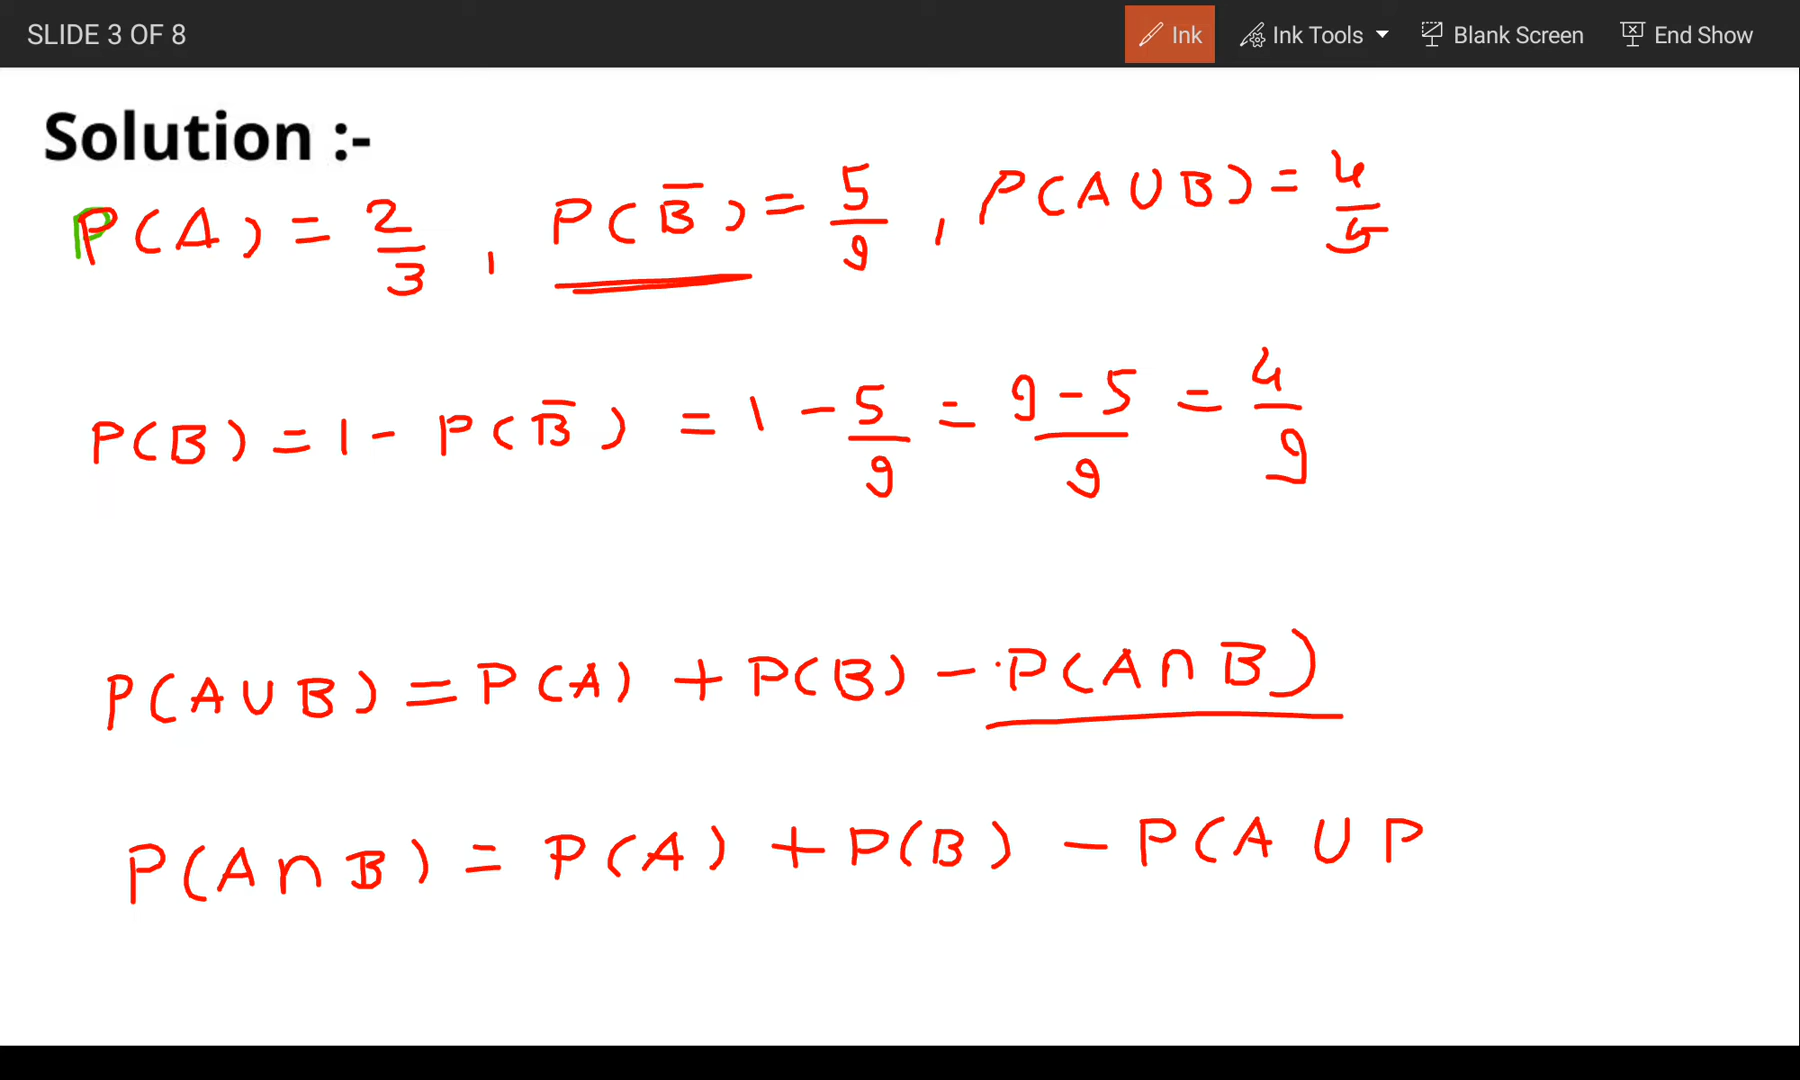 SLIDE 3 OF 8 Ink Ink Tools Blank Screen End Show
Solution :-
P(A) = 2/3 , P(B̅) = 5/9 , P(A∪B) = 4/5
P(B) = 1 - P(B̅) = 1 - 5/9 = 9-5/9 = 4/9
P(A∪B) = P(A) + P(B) - P(A∩B)
P(A∩B) = P(A) + P(B) - P(A∪P